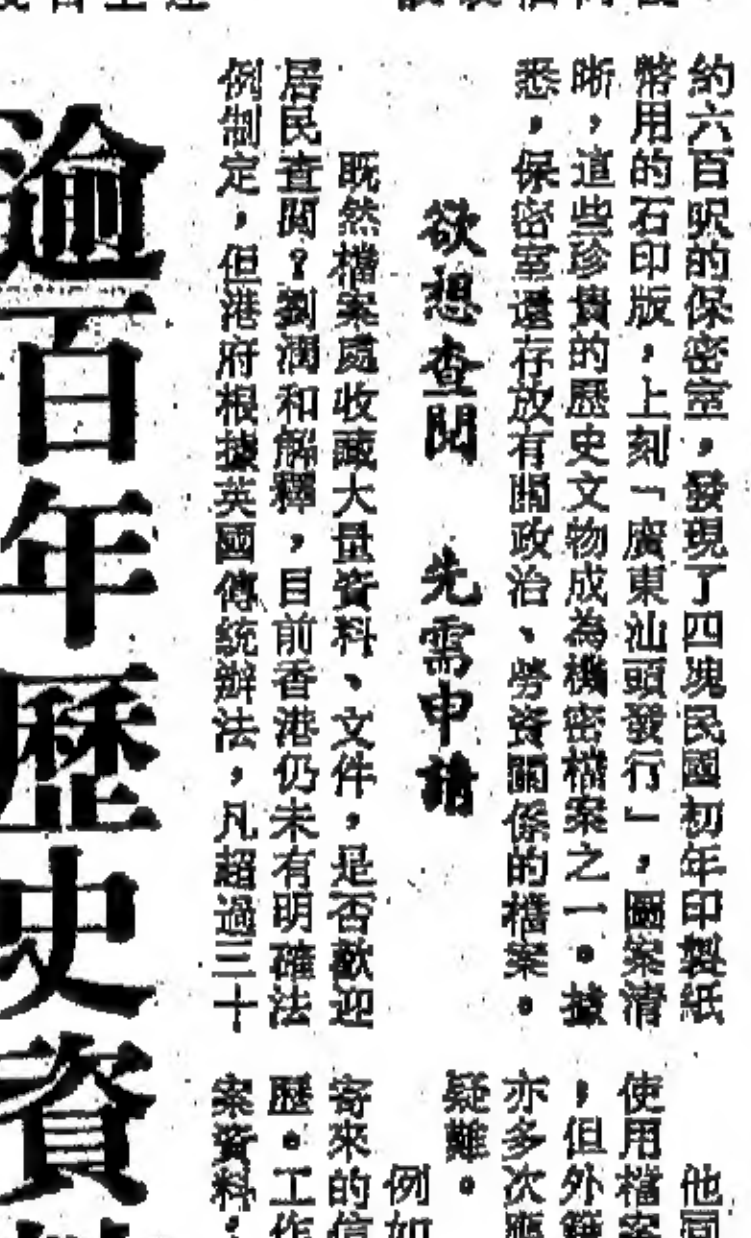 約六百呎的保密室，發現了四塊民國初年印製紙
幣用的石印版，上刻「廣東汕頭發行」，圖案清
晰，這些珍貴的歷史文物成為機密檔案之一。據
悉，保密室還存放有關政治、勞資關係的檔案。
欲想查閱　先需申請
既然檔案處收藏大量資料、文件，是否歡迎
居民查閱？劉潤和解釋，目前香港仍未有明確法
例制定，但港府根據英國傳統辦法，凡超過三十
他同
使用檔案
，但外籍
亦多次應
疑難。
例如
寄來的信
歷。工作
案資料，
逾百年歷史資